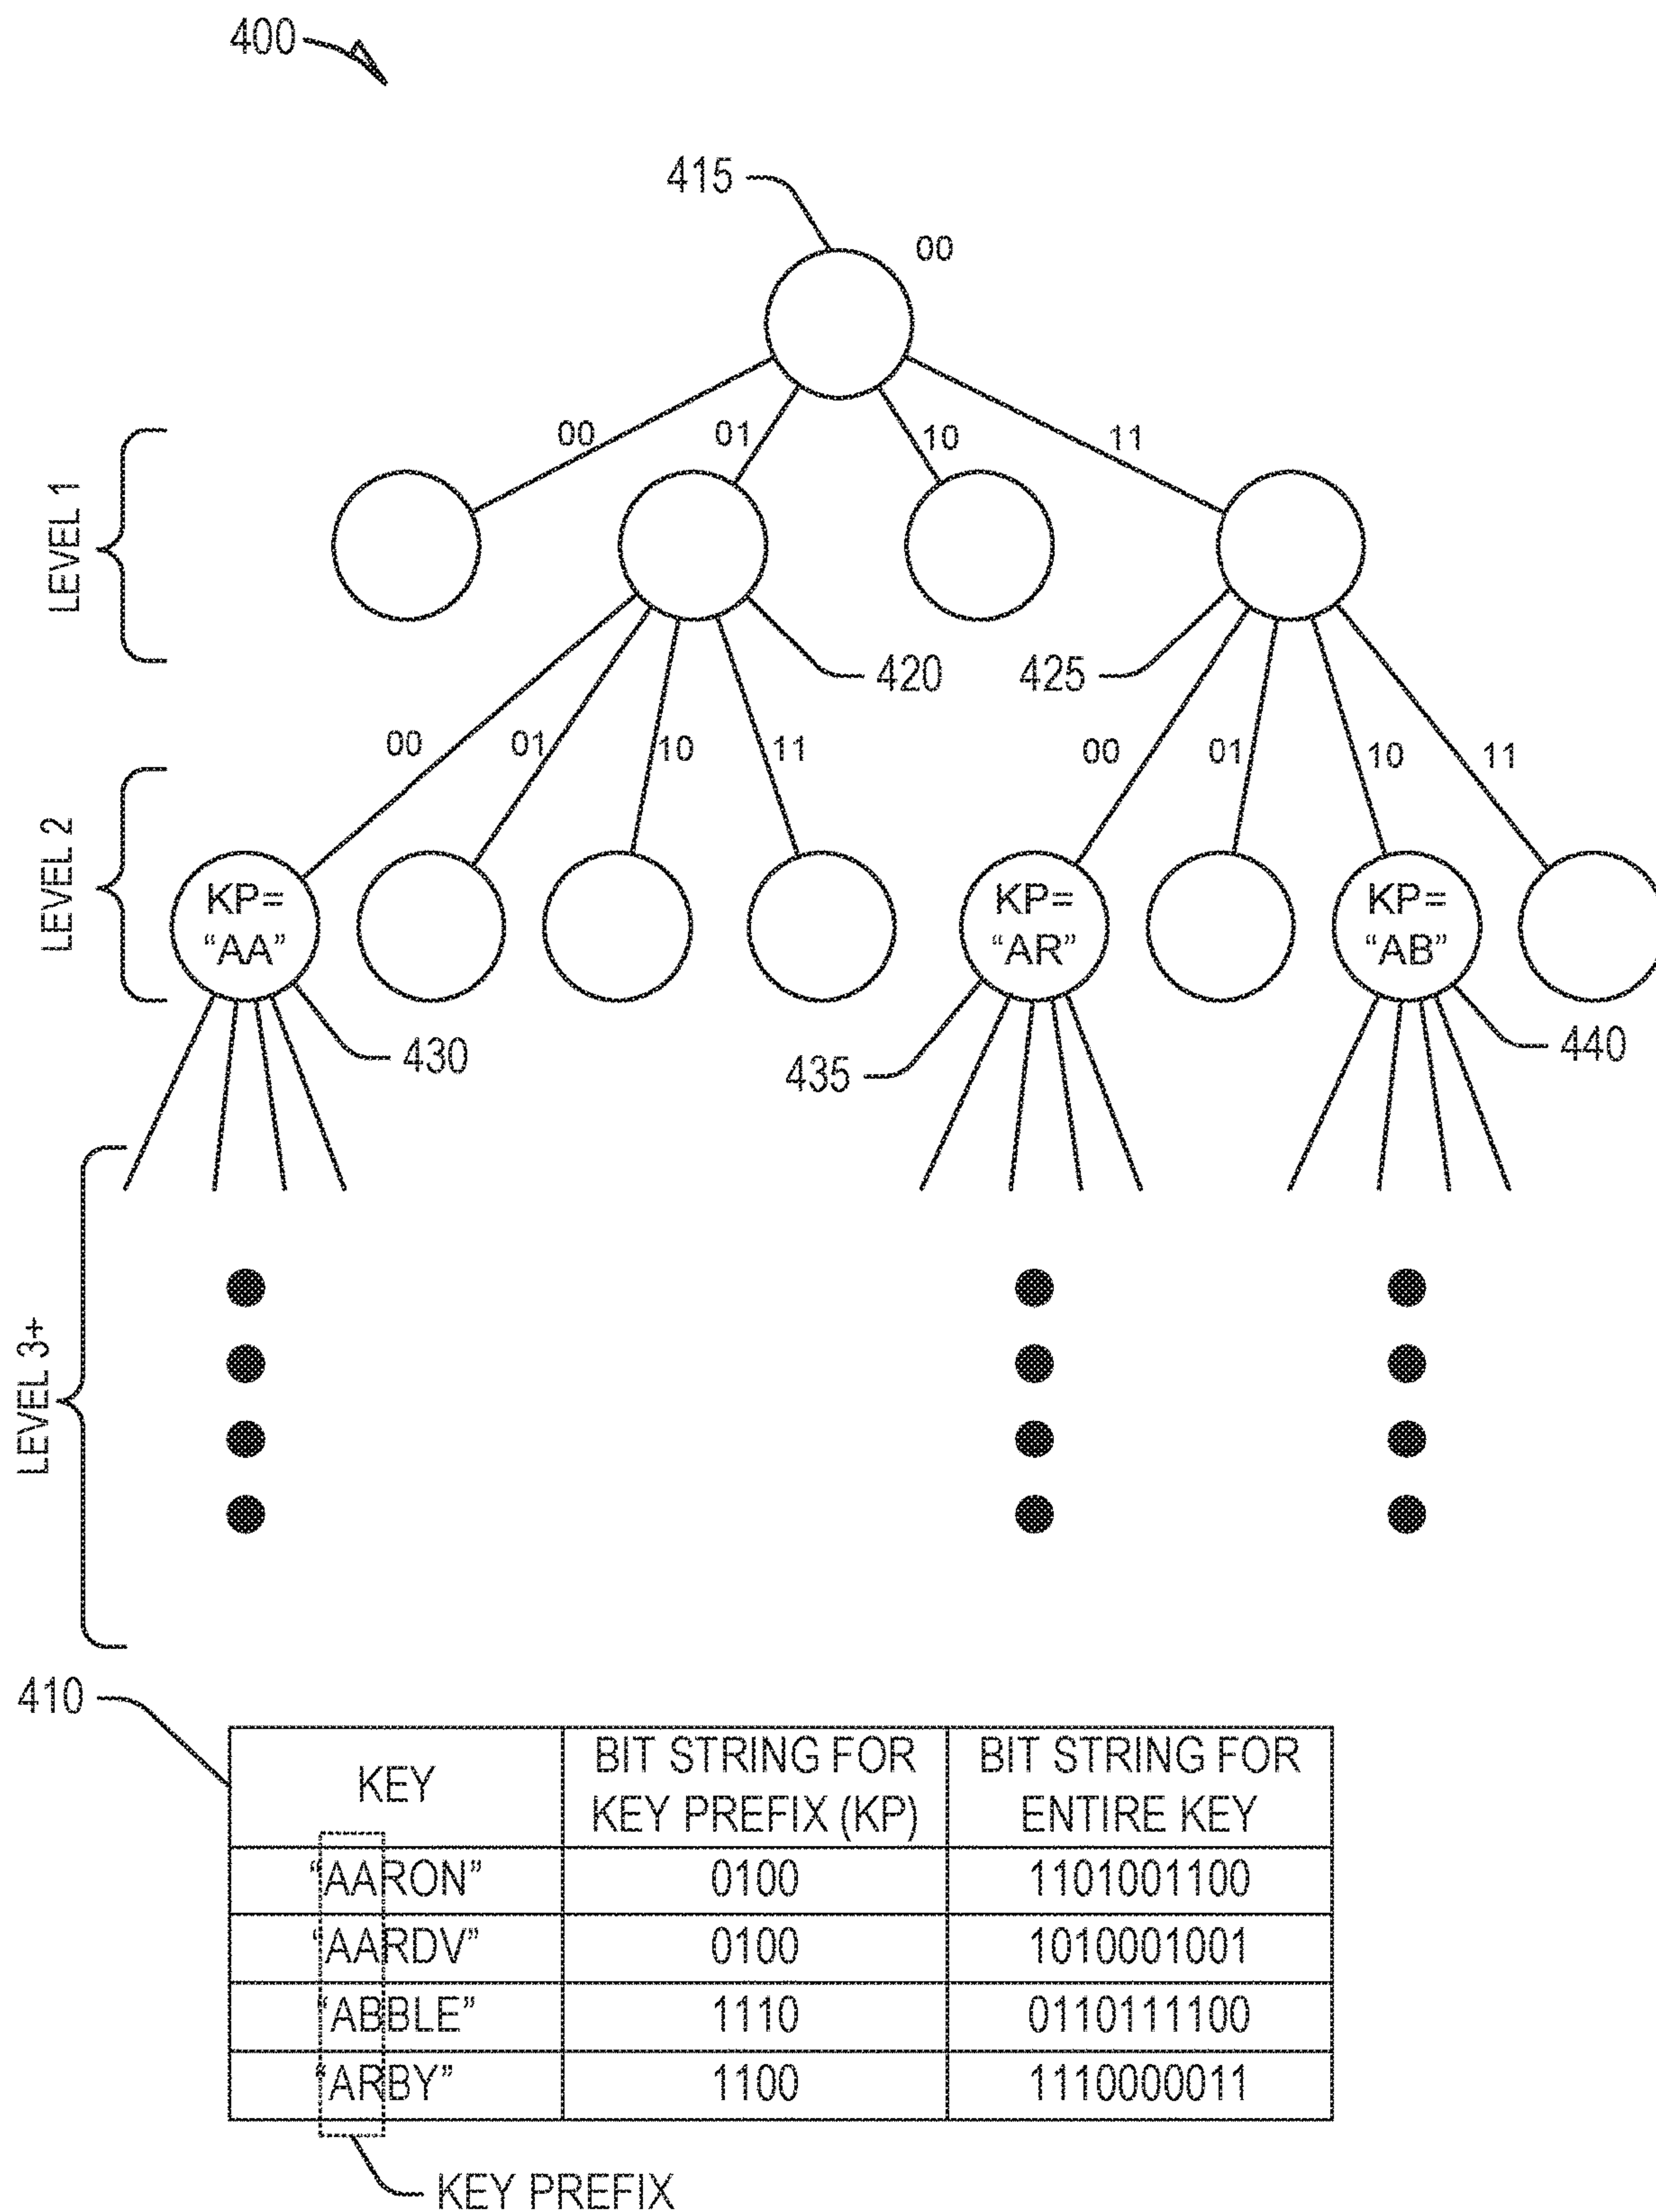 400
415
00
00 01 10 11
LEVEL 1
420 425
00 01 10 11 00 01 10 11
LEVEL 2
KP= "AA"
KP= "AR"
KP= "AB"
430
435
440
LEVEL 3+
410
KEY
BIT STRING FOR KEY PREFIX (KP)
BIT STRING FOR ENTIRE KEY
"AARON" 0100 1101001100
"AARDV" 0100 1010001001
"ABBLE" 1110 0110111100
"ARBY" 1100 1110000011
KEY PREFIX